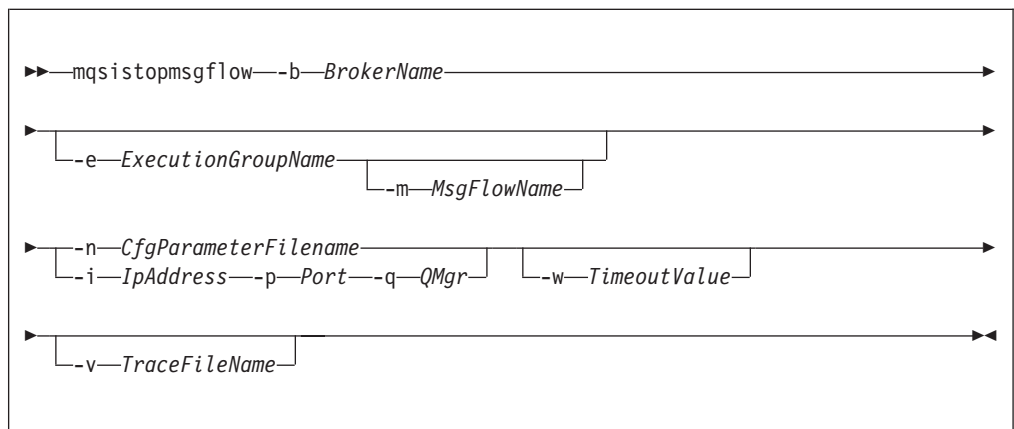 mqsistopmsgflow -b BrokerName
-e ExecutionGroupName
-m MsgFlowName
-n CfgParameterFilename
-i IpAddress -p Port -q QMgr
-w TimeoutValue
-v TraceFileName